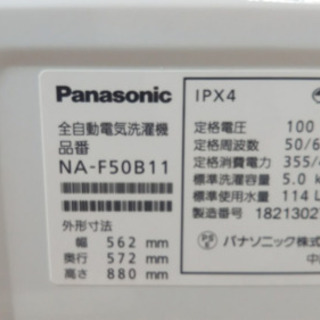 Panasonic
全自動電気洗濯機
品番
NA-F50B11
外形寸法
幅 562 mm
奥行 572 mm
高さ 880 mm
IPX4
定格電圧 100
定格周波数 50/6
定格消費電力 355/4
標準洗濯容量 5.0 k
標準使用水量 114 L
製造番号 18213027
パナソニック株式
中